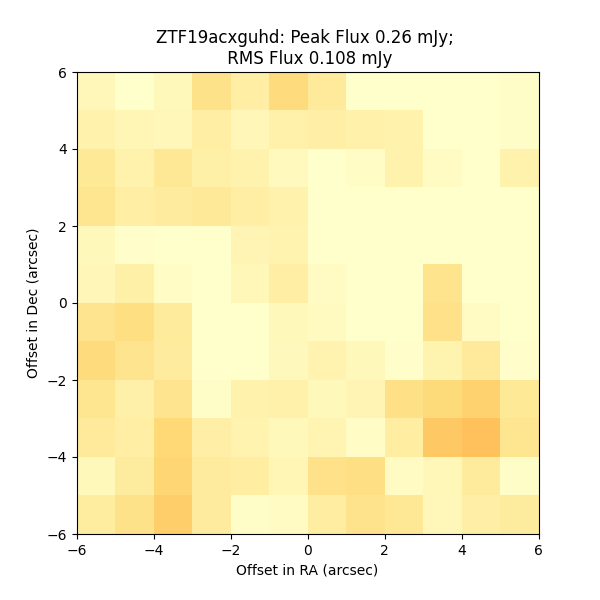 ZTF19acxguhd: Peak Flux 0.26 mJy;
RMS Flux 0.108 mJy
6
4
2
0
−2
−4
−6
Offset in Dec (arcsec)
−6 −4 −2 0 2 4 6
Offset in RA (arcsec)